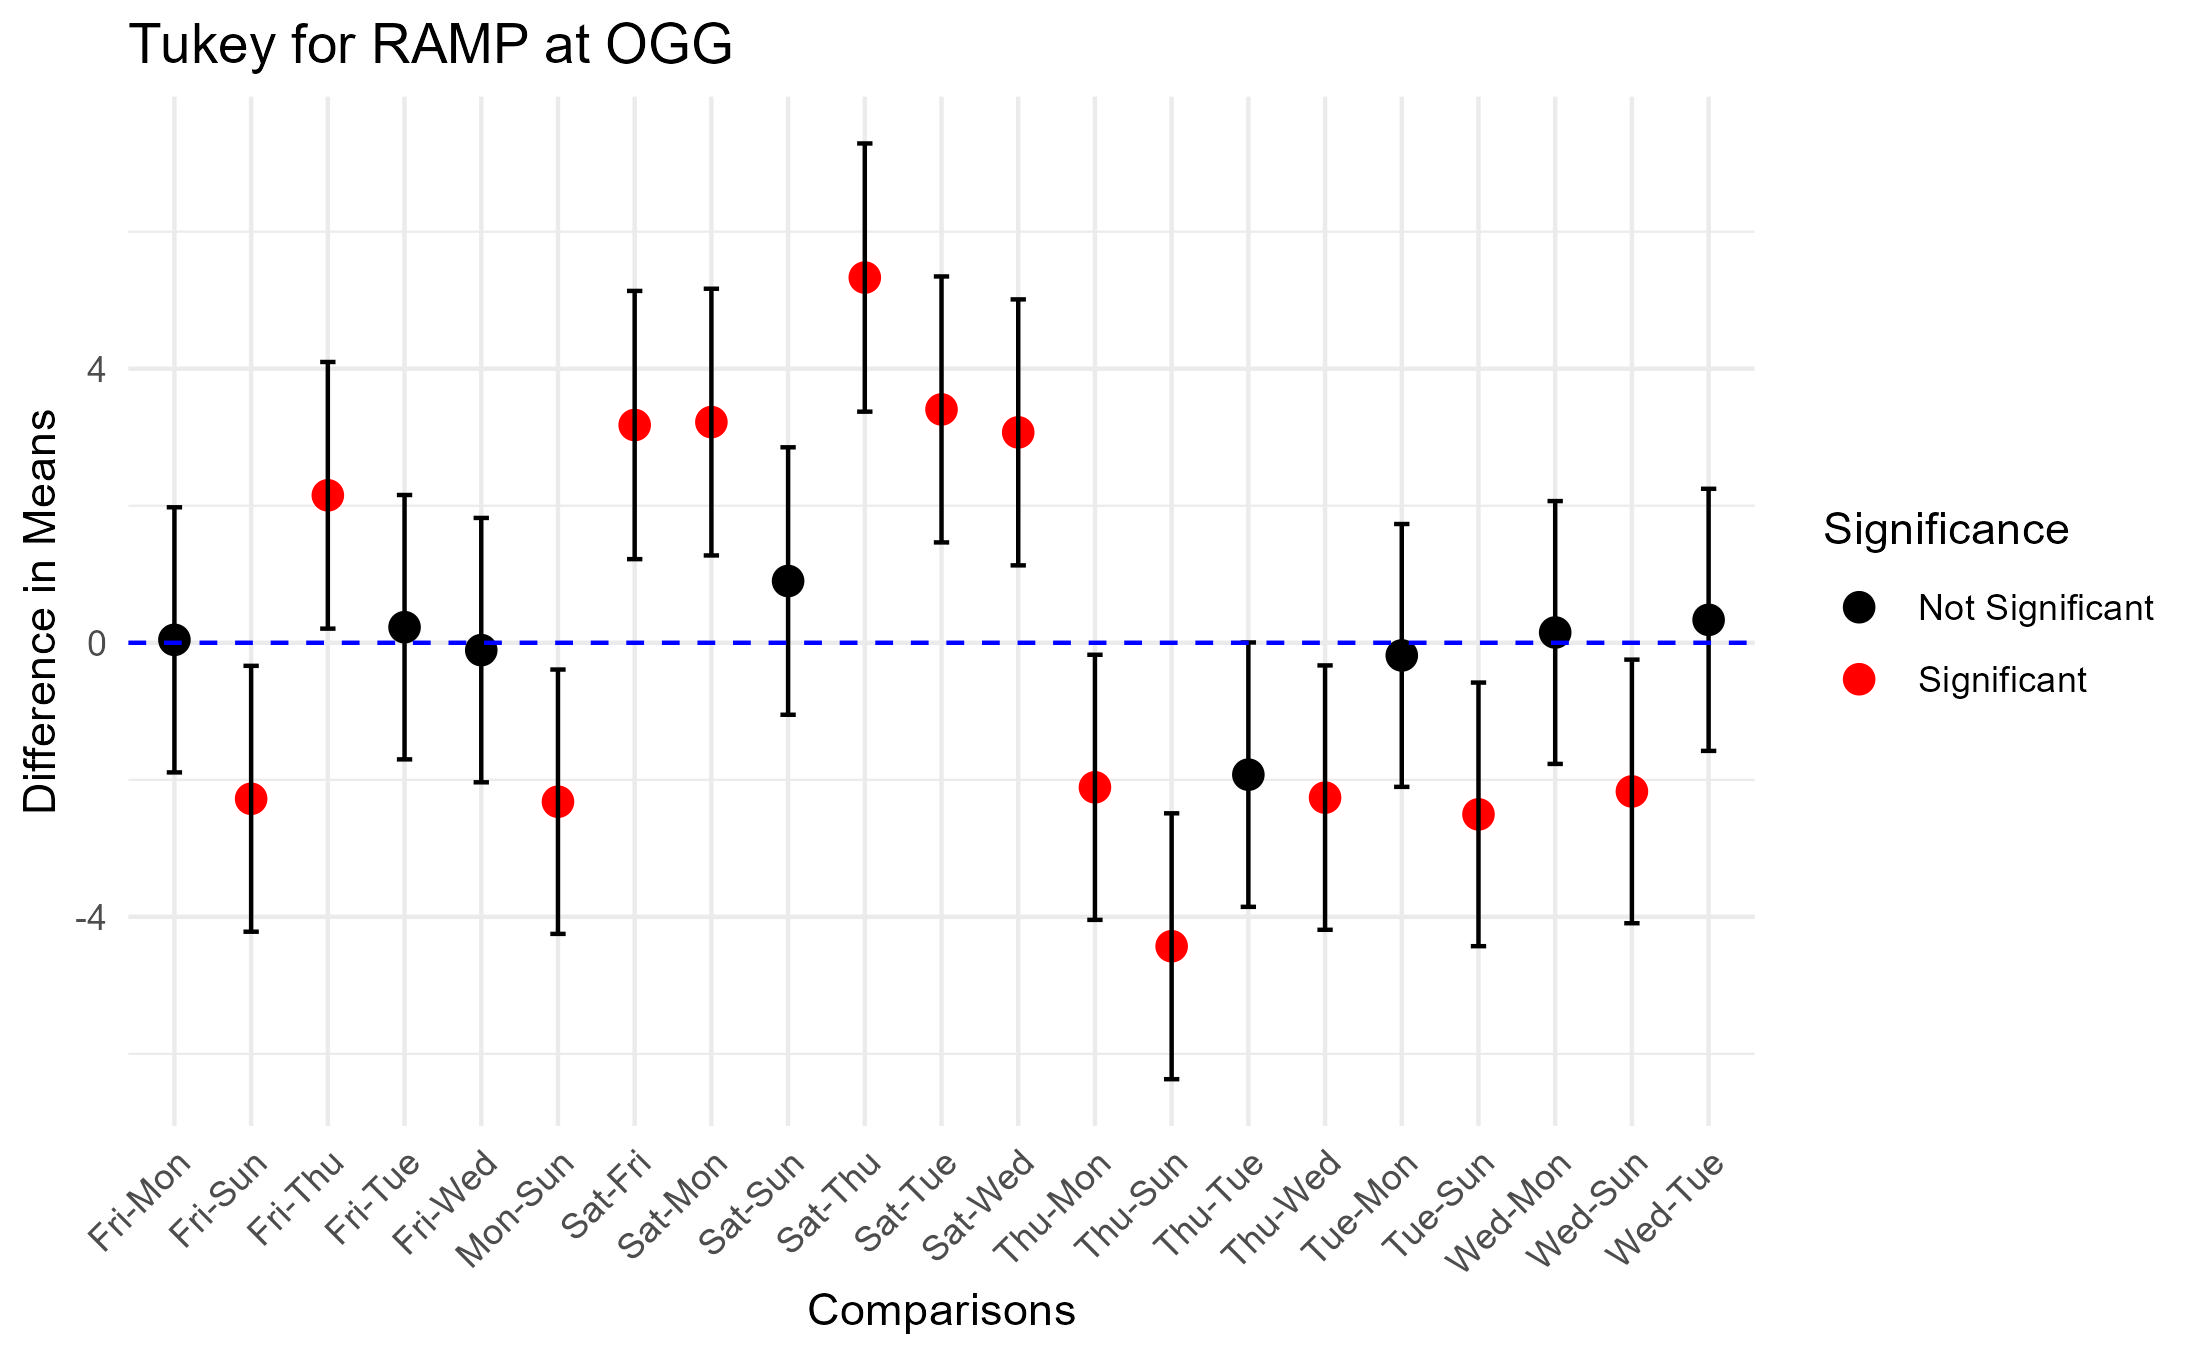 Tukey for RAMP at OGG
Difference in Means
4
0
-4
Fri-Mon
Fri-Sun
Fri-Thu
Fri-Tue
Fri-Wed
Mon-Sun
Sat-Fri
Sat-Mon
Sat-Sun
Sat-Thu
Sat-Tue
Sat-Wed
Thu-Mon
Thu-Sun
Thu-Tue
Thu-Wed
Tue-Mon
Tue-Sun
Wed-Mon
Wed-Sun
Wed-Tue
Comparisons
Significance
Not Significant
Significant